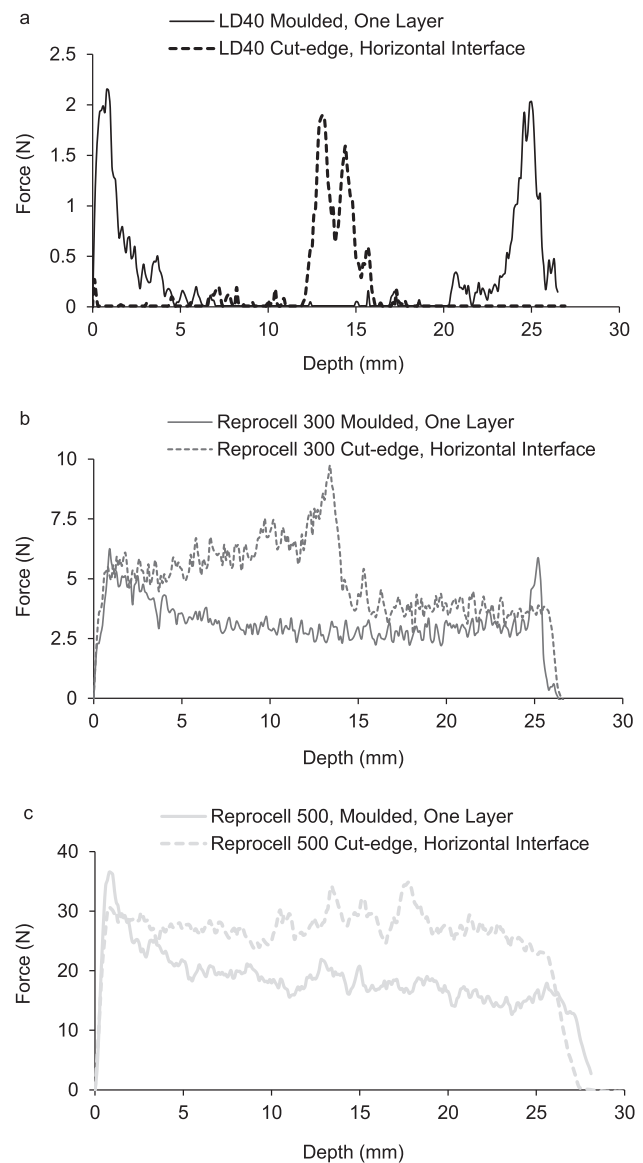 a
LD40 Moulded, One Layer
LD40 Cut-edge, Horizontal Interface
2.5
2
1.5
1
0.5
0
Force (N)
0 5 10 15 20 25 30
Depth (mm)
b
Reprocell 300 Moulded, One Layer
Reprocell 300 Cut-edge, Horizontal Interface
10
7.5
5
2.5
0
Force (N)
0 5 10 15 20 25 30
Depth (mm)
c
Reprocell 500, Moulded, One Layer
Reprocell 500 Cut-edge, Horizontal Interface
40
30
20
10
0
Force (N)
0 5 10 15 20 25 30
Depth (mm)